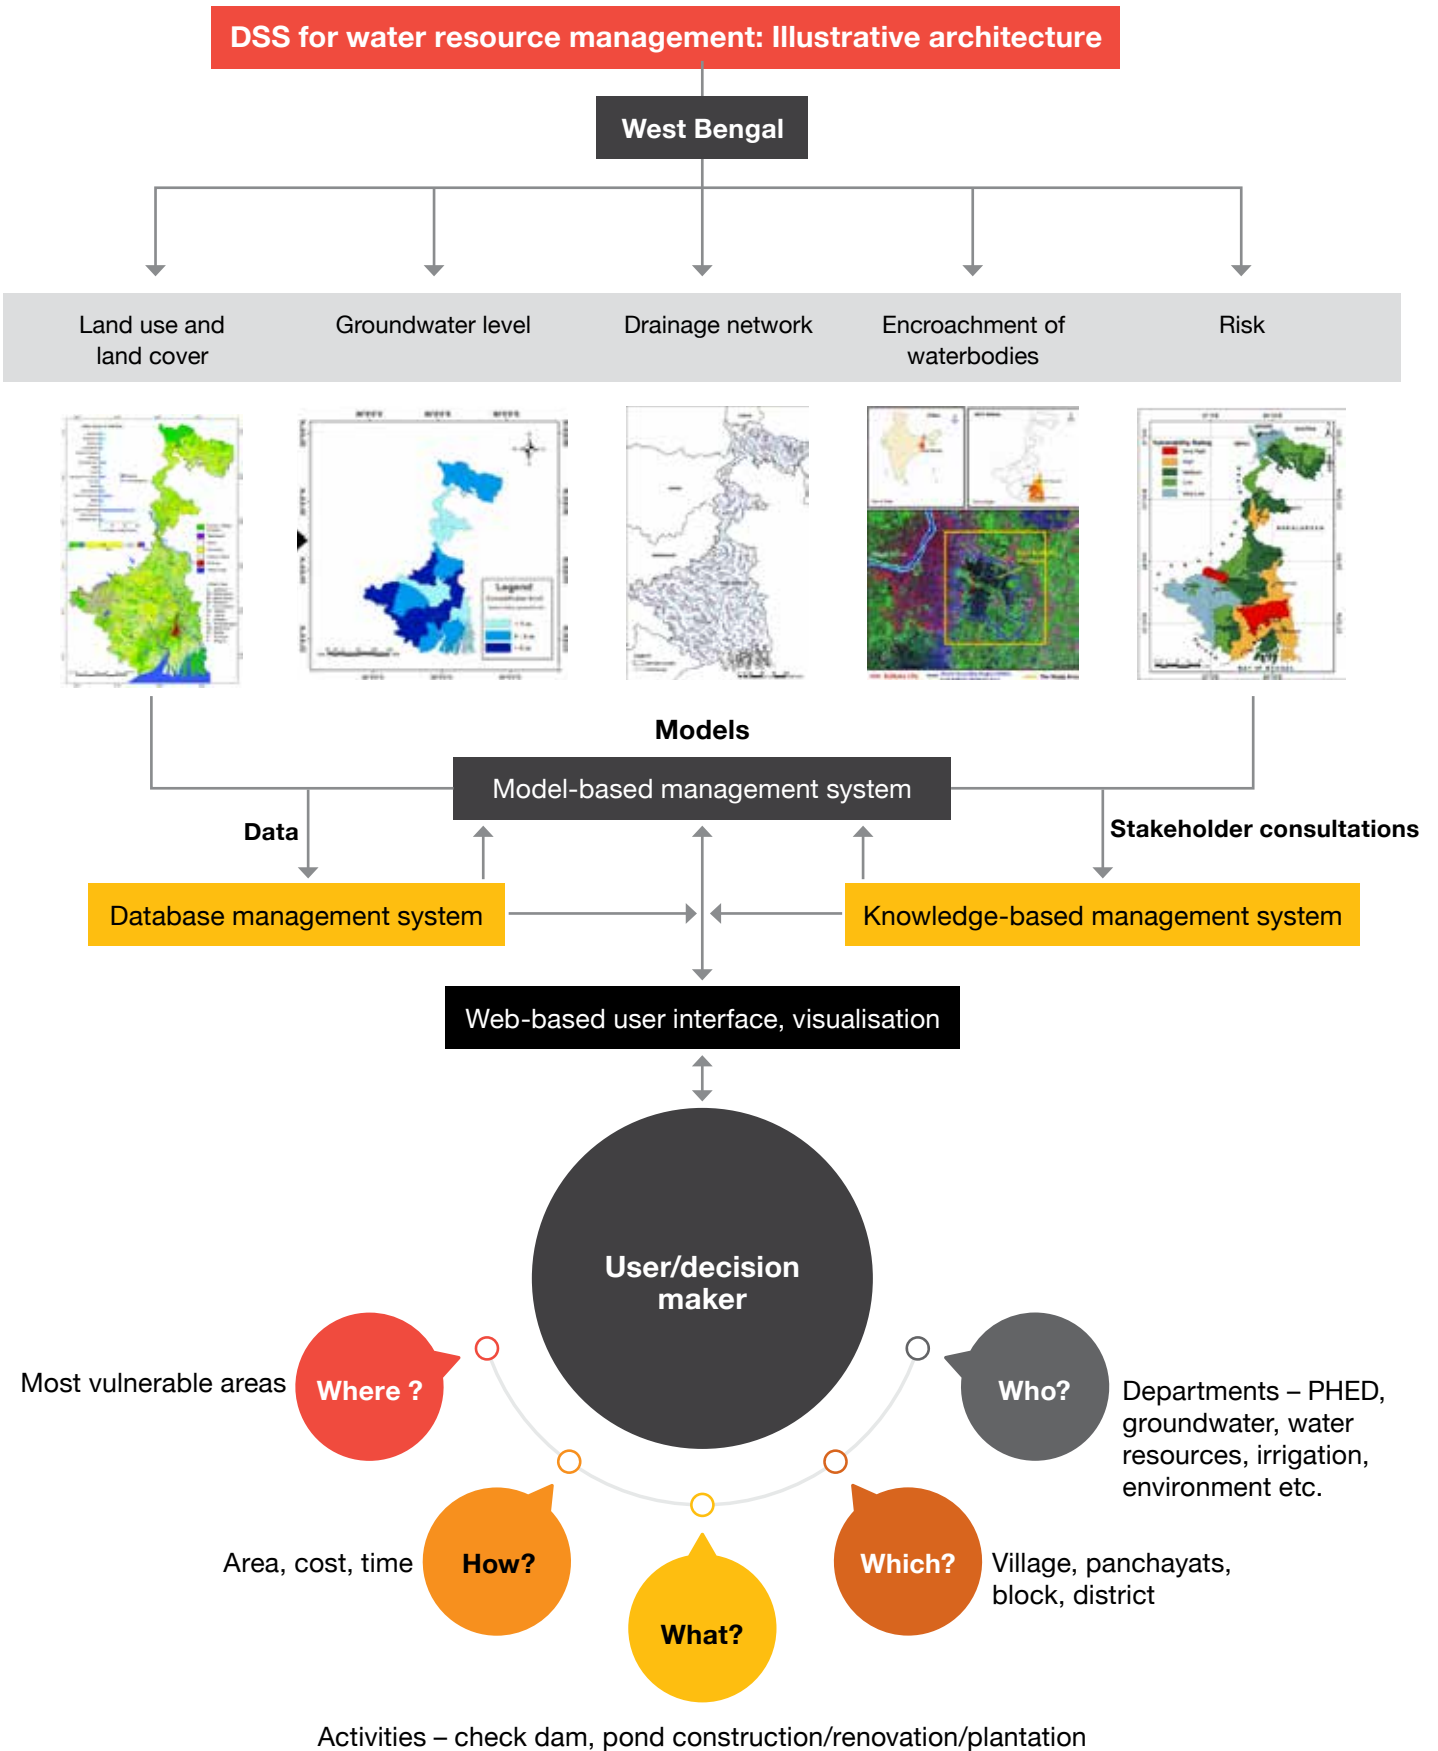 DSS for water resource management: Illustrative architecture
West Bengal
Land use and
land cover
Groundwater level
Drainage network
Encroachment of
waterbodies
Risk
Legend
Models
Model-based management system
Data
Stakeholder consultations
Database management system
Knowledge-based management system
Web-based user interface, visualisation
User/decision
maker
Where ?
Most vulnerable areas
How?
Area, cost, time
What?
Activities – check dam, pond construction/renovation/plantation
Which?
Village, panchayats,
block, district
Who?
Departments – PHED,
groundwater, water
resources, irrigation,
environment etc.